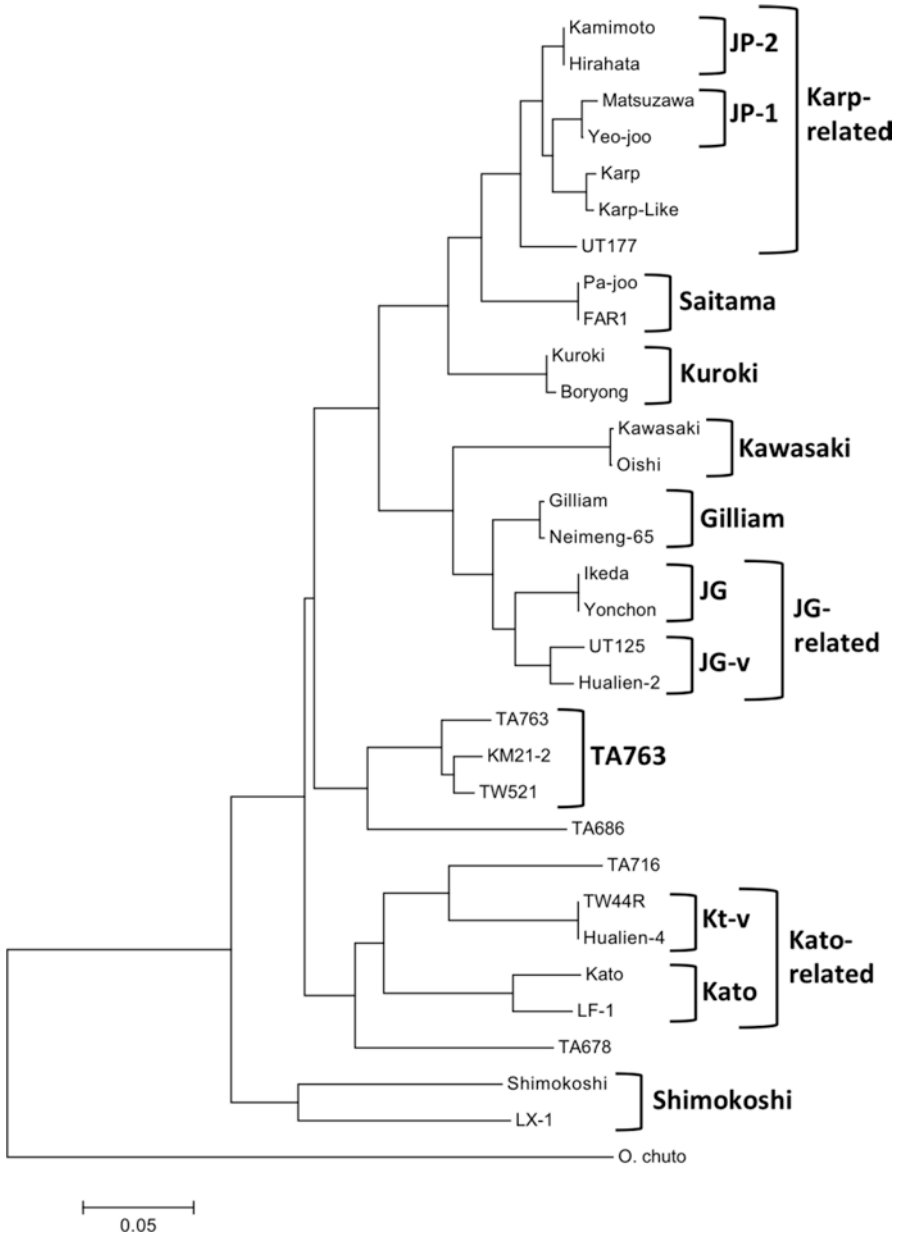 Kamimoto
Hirahata
JP-2
Matsuzawa
Yeo-joo
JP-1
Karp-
related
Karp
Karp-Like
UT177
Pa-joo
FAR1
Saitama
Kuroki
Boryong
Kuroki
Kawasaki
Oishi
Kawasaki
Gilliam
Neimeng-65
Gilliam
Ikeda
Yonchon
JG
UT125
Hualien-2
JG-v
JG-
related
TA763
KM21-2
TW521
TA763
TA686
TA716
TW44R
Hualien-4
Kt-v
Kato
LF-1
Kato
Kato-
related
TA678
Shimokoshi
LX-1
Shimokoshi
O. chuto
0.05